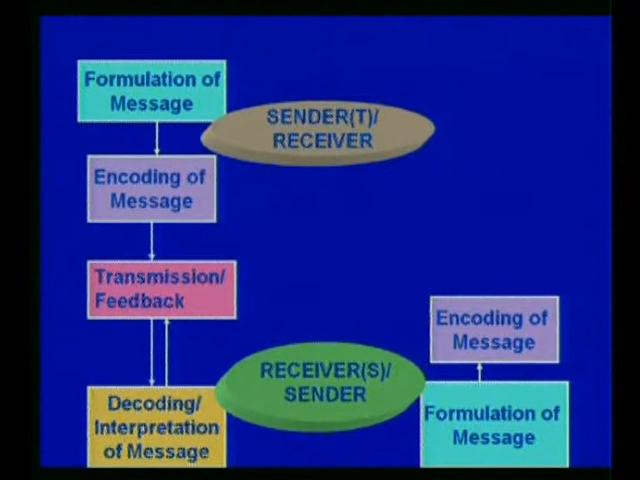 Formulation of
Message
SENDER(T)/
RECEIVER
Encoding of
Message
Transmission/
Feedback
Encoding of
Message
RECEIVER(S)/
SENDER
Decoding/
Interpretation
of Message
Formulation of
Message